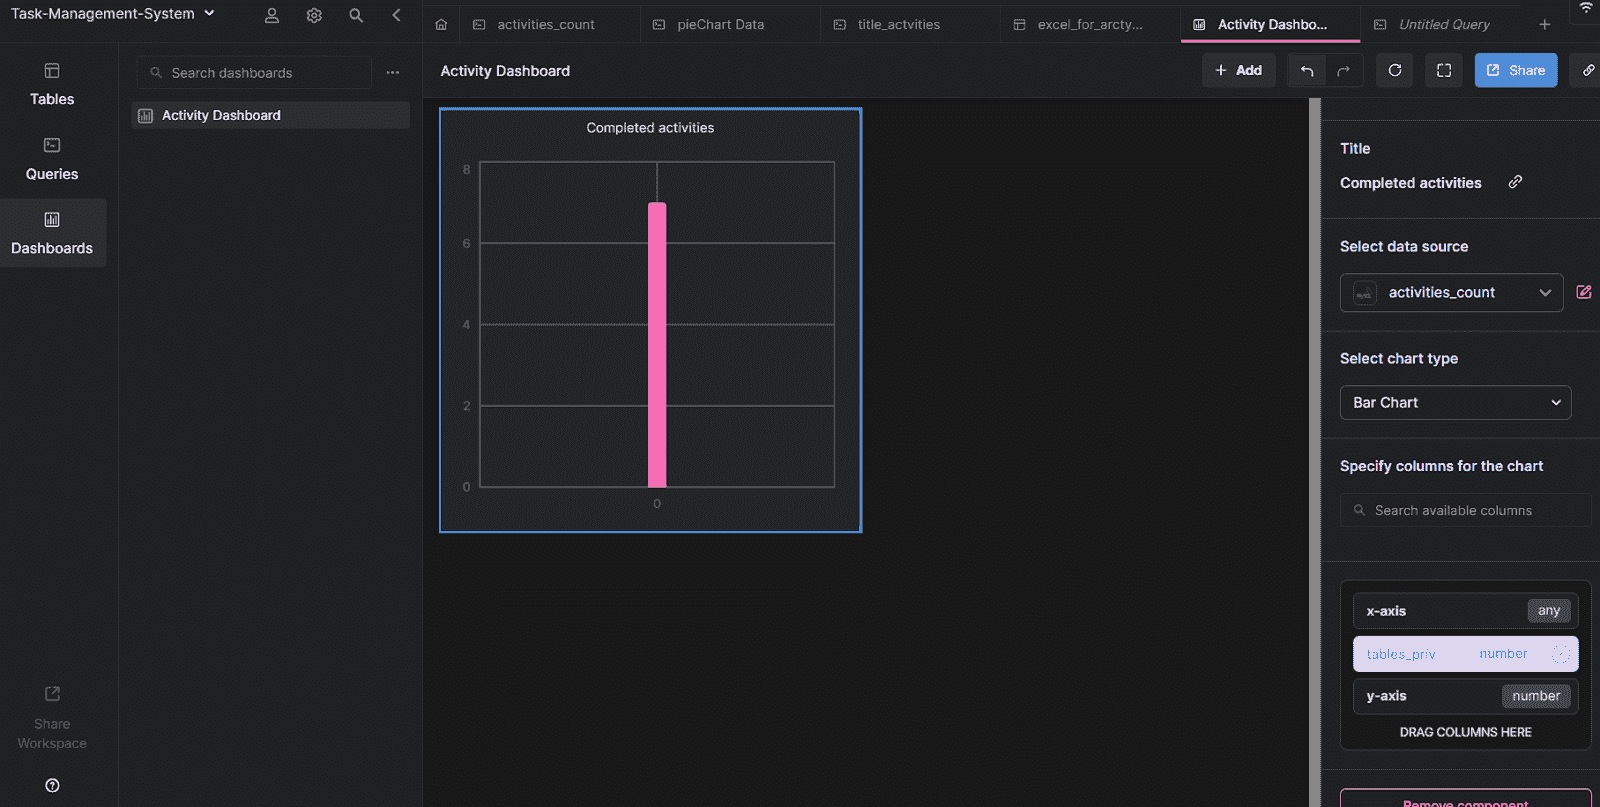 Task-Management-System
activities_count
pieChart Data
title_actvities
excel_for_arcty...
Activity Dashbo...
Untitled Query
Tables
Queries
Dashboards
Share
Workspace
Search dashboards
Activity Dashboard
Activity Dashboard
Add
Share
Completed activities
8
6
4
2
0
0
Title
Completed activities
Select data source
activities_count
Select chart type
Bar Chart
Specify columns for the chart
Search available columns
x-axis any
tables_priv number
y-axis number
DRAG COLUMNS HERE
Remove component